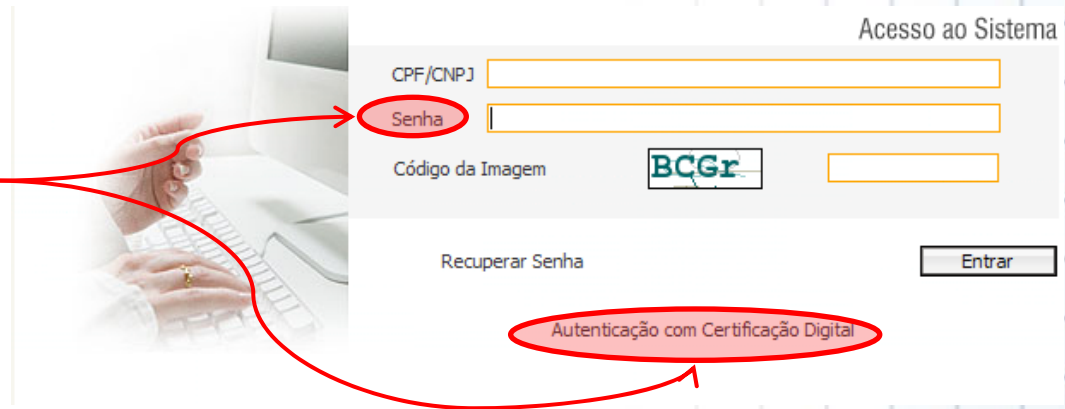 Acesso ao Sistema
CPF/CNPJ
Senha
Código da Imagem BCGr
Recuperar Senha Entrar
Autenticação com Certificação Digital